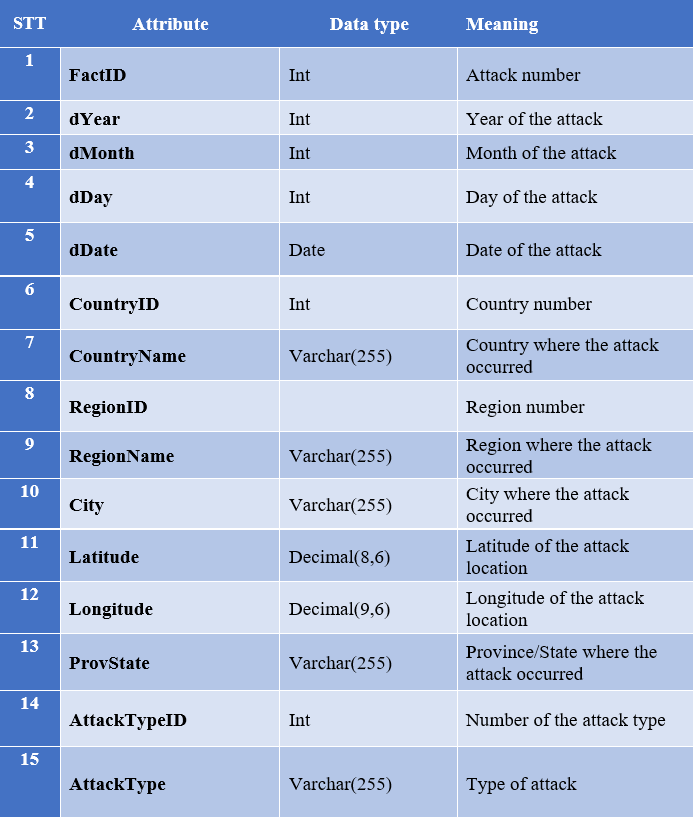 STT Attribute Data type Meaning
1 FactID Int Attack number
2 dYear Int Year of the attack
3 dMonth Int Month of the attack
4 dDay Int Day of the attack
5 dDate Date Date of the attack
6 CountryID Int Country number
7 CountryName Varchar(255) Country where the attack
occurred
8 RegionID Region number
9 RegionName Varchar(255) Region where the attack
occurred
10 City Varchar(255) City where the attack
occurred
11 Latitude Decimal(8,6) Latitude of the attack
location
12 Longitude Decimal(9,6) Longitude of the attack
location
13 ProvState Varchar(255) Province/State where the
attack occurred
14 AttackTypeID Int Number of the attack type
15 AttackType Varchar(255) Type of attack